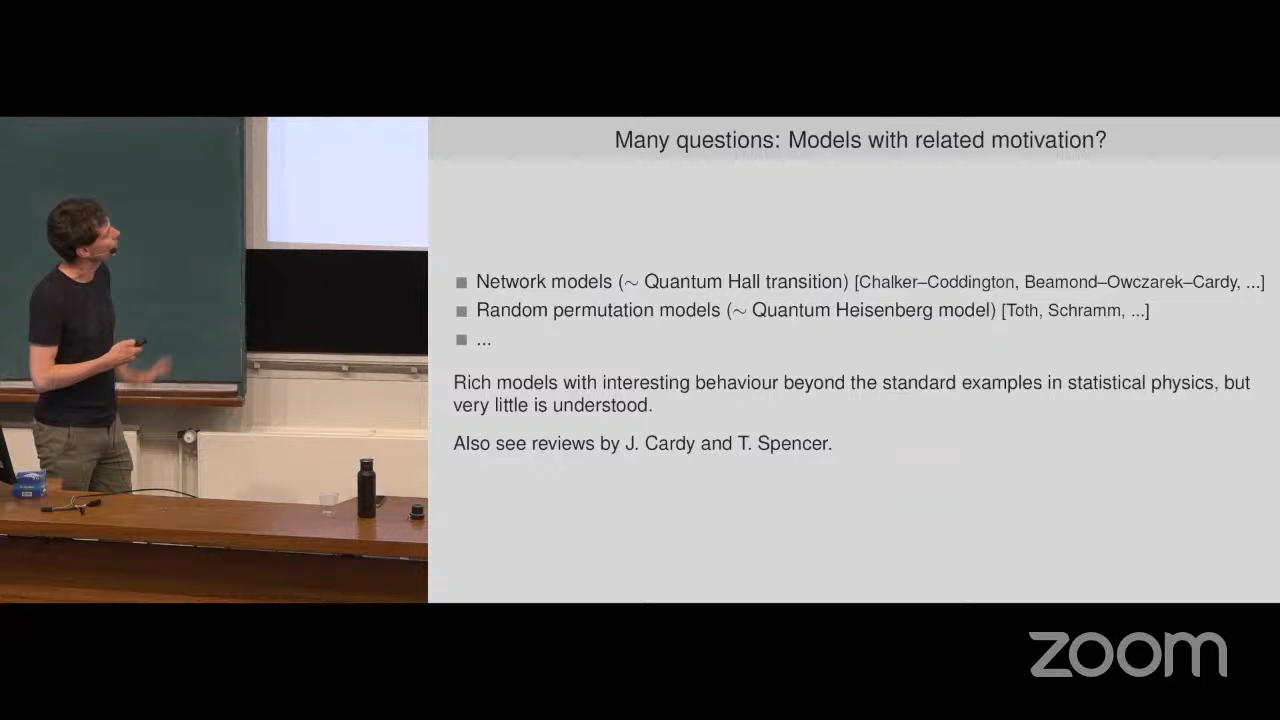 Many questions: Models with related motivation?
Network models (∼ Quantum Hall transition) [Chalker–Coddington, Beamond–Owczarek–Cardy, ...]
Random permutation models (∼ Quantum Heisenberg model) [Toth, Schramm, ...]
...
Rich models with interesting behaviour beyond the standard examples in statistical physics, but
very little is understood.
Also see reviews by J. Cardy and T. Spencer.
zoom